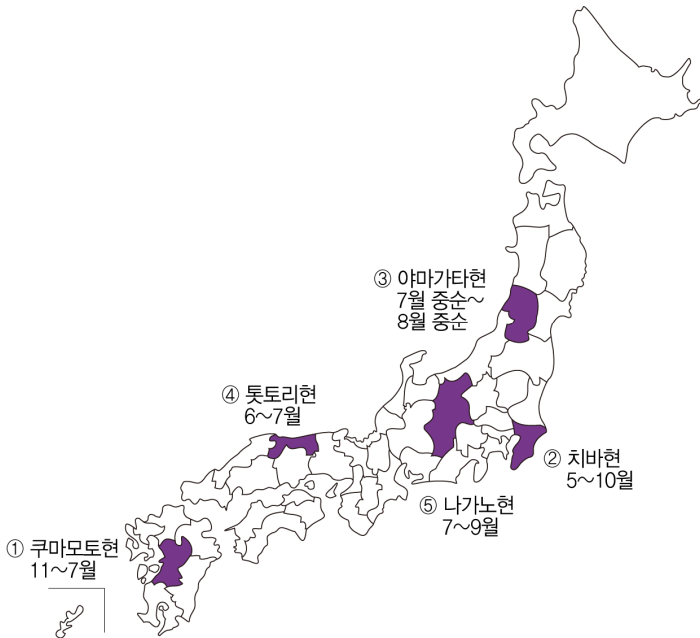 ③ 야마가타현
7월 중순~
8월 중순
④ 톳토리현
6~7월
② 치바현
5~10월
⑤ 나가노현
7~9월
① 쿠마모토현
11~7월